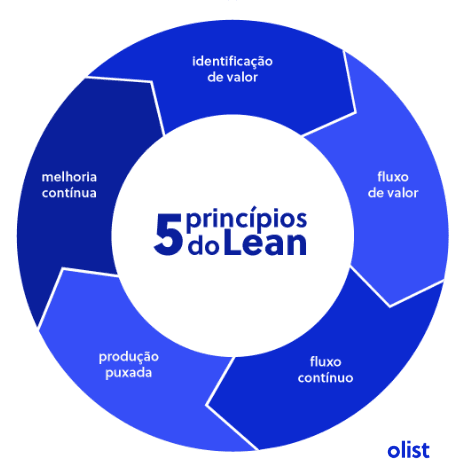 identificação
de valor
fluxo
de valor
fluxo
contínuo
produção
puxada
melhoria
contínua
5 princípios
do Lean
olist